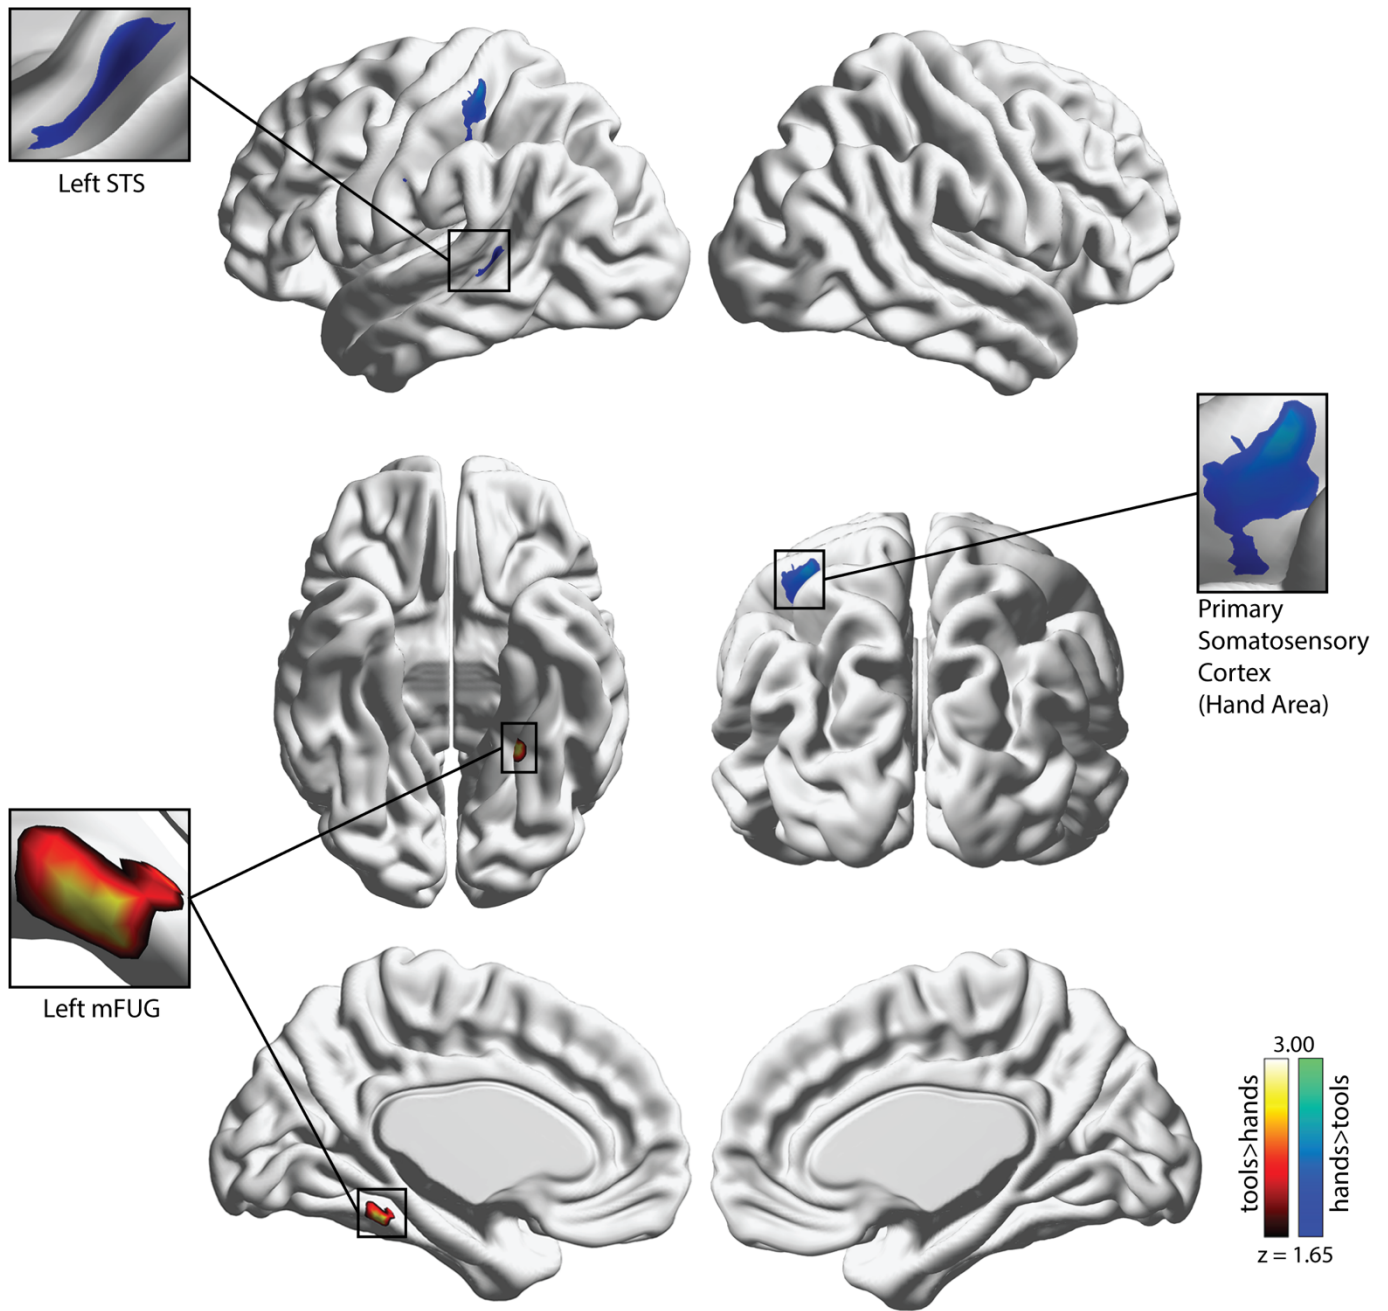 Left STS
Primary
Somatosensory
Cortex
(Hand Area)
Left mFUG
3.00
tools>hands
hands>tools
z = 1.65